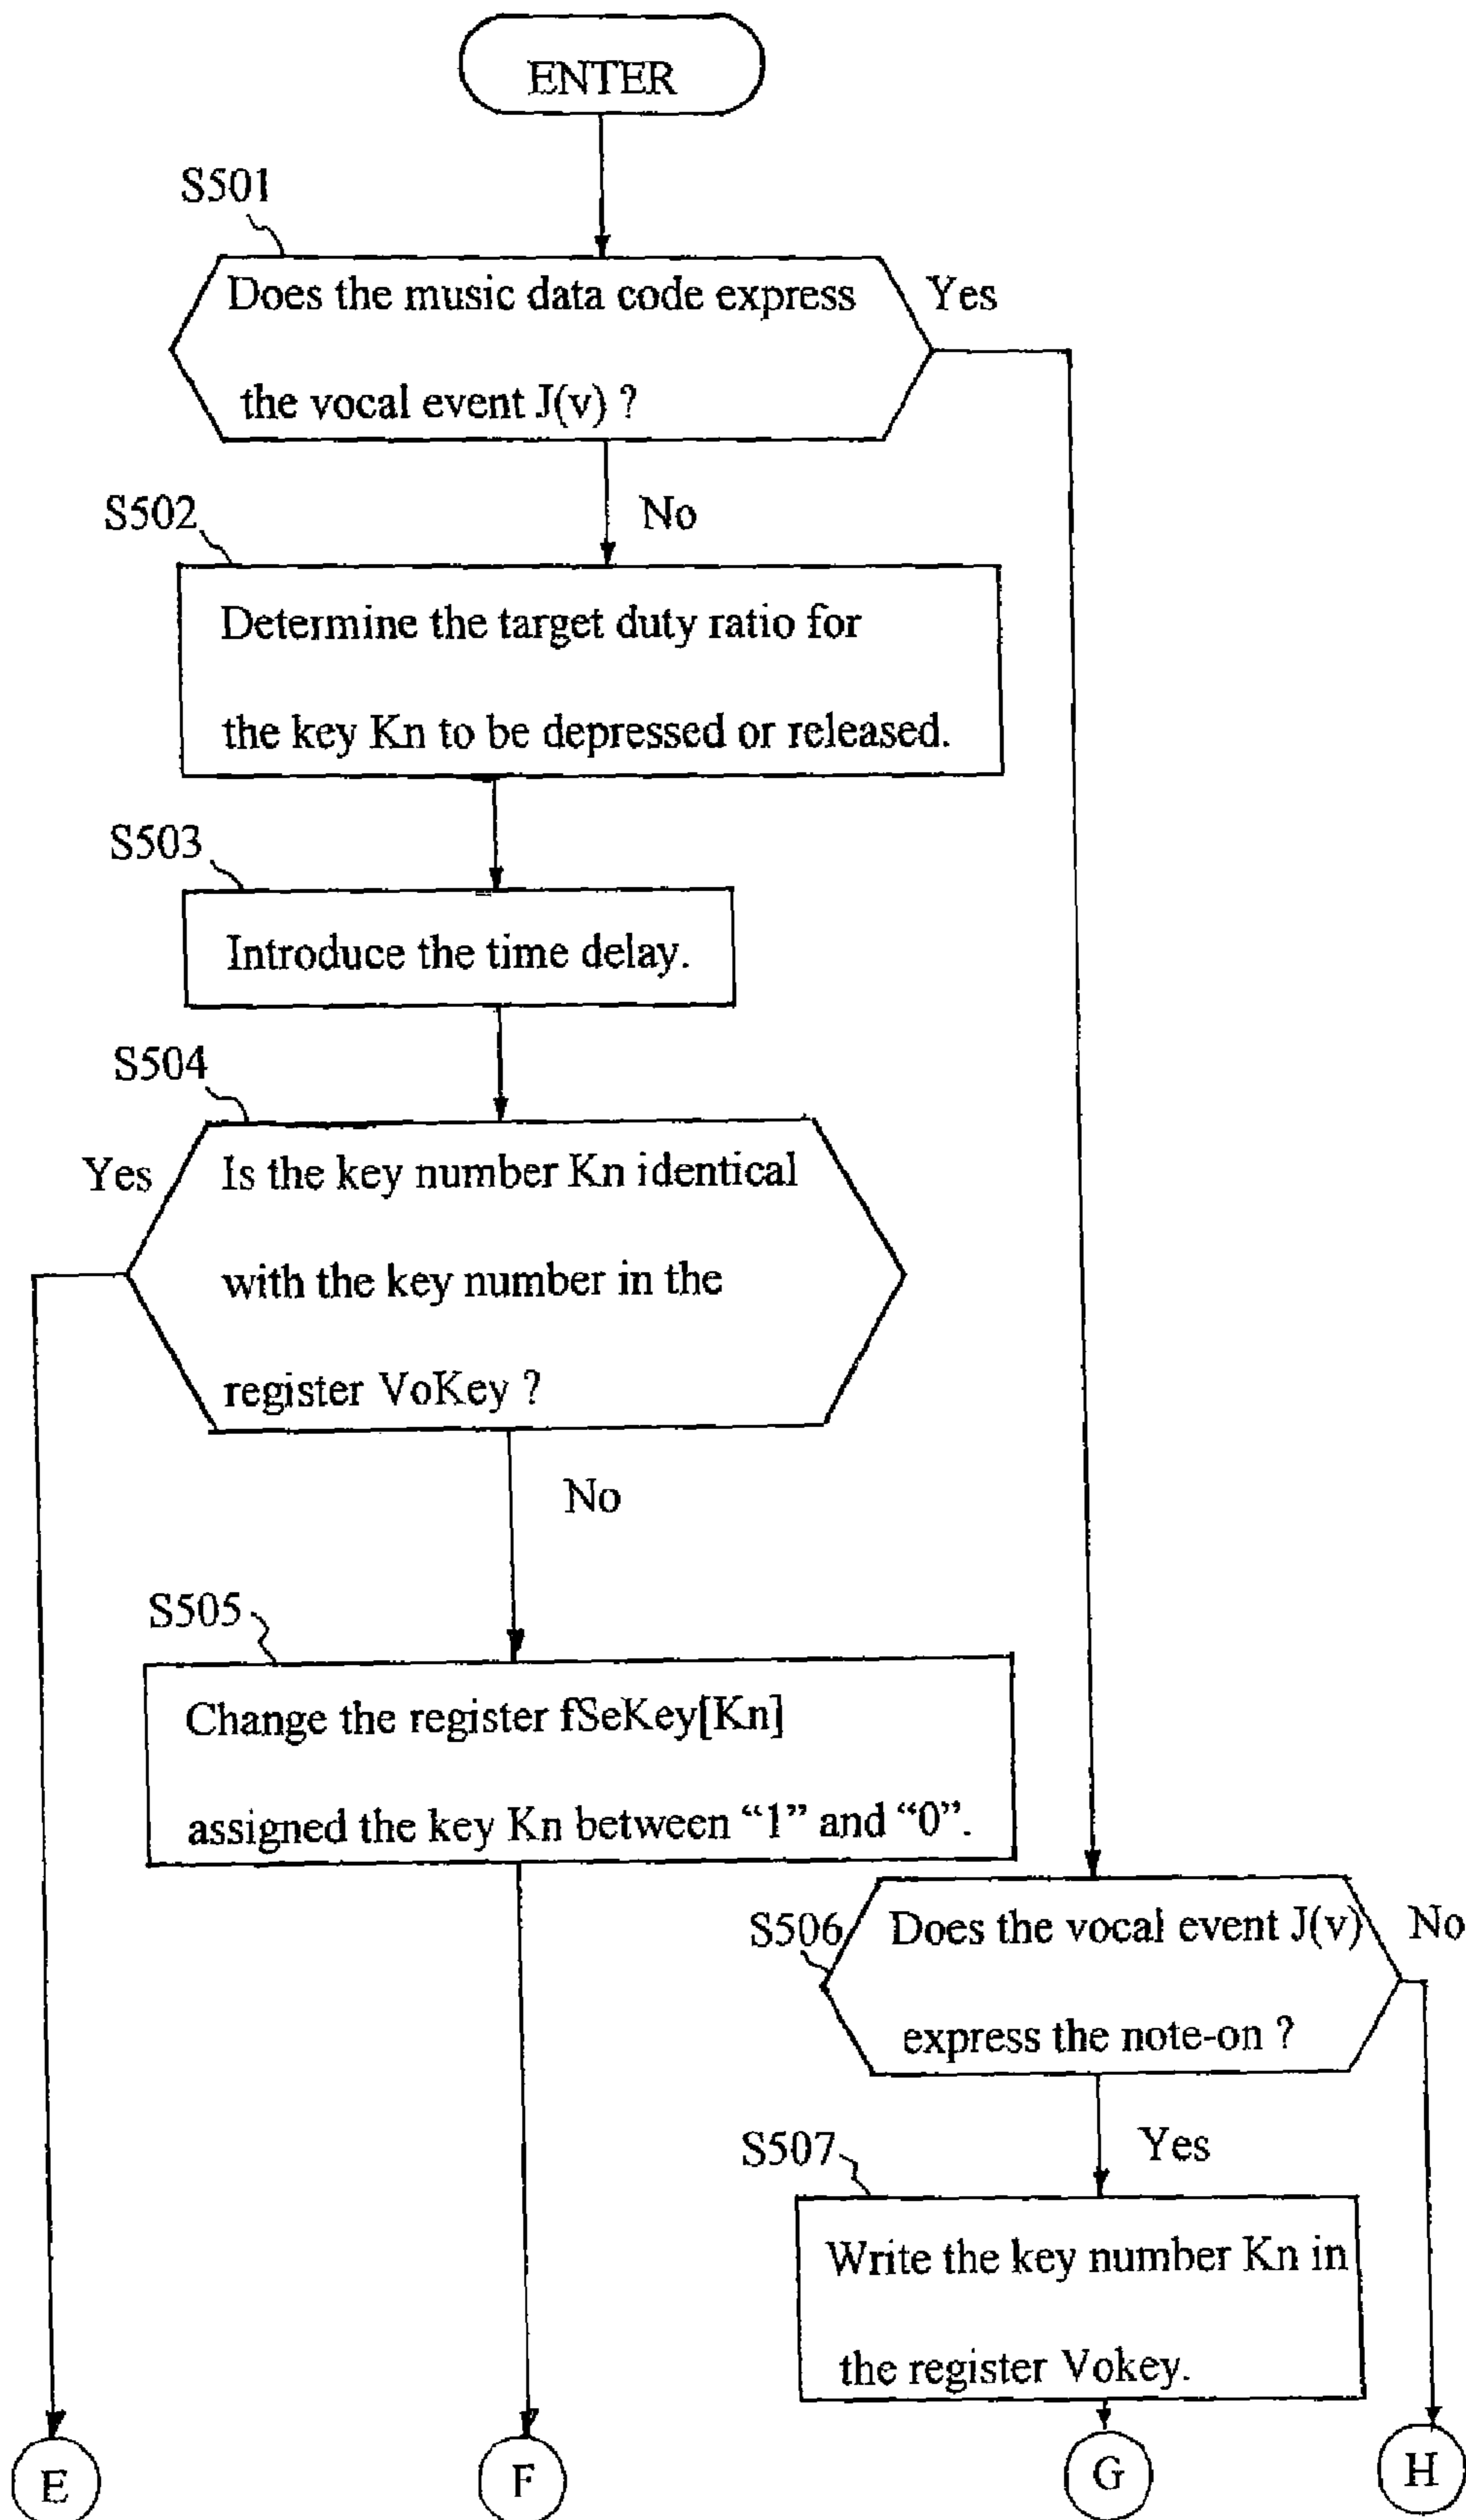 ENTER
S501
Does the music data code express
the vocal event J(v) ?
Yes
No
S502
Determine the target duty ratio for
the key Kn to be depressed or released.
S503
Introduce the time delay.
S504
Yes
Is the key number Kn identical
with the key number in the
register VoKey ?
No
S505
Change the register fSeKey[Kn]
assigned the key Kn between “1” and “0”.
S506
Does the vocal event J(v)
express the note-on ?
No
Yes
S507
Write the key number Kn in
the register Vokey.
E
F
G
H